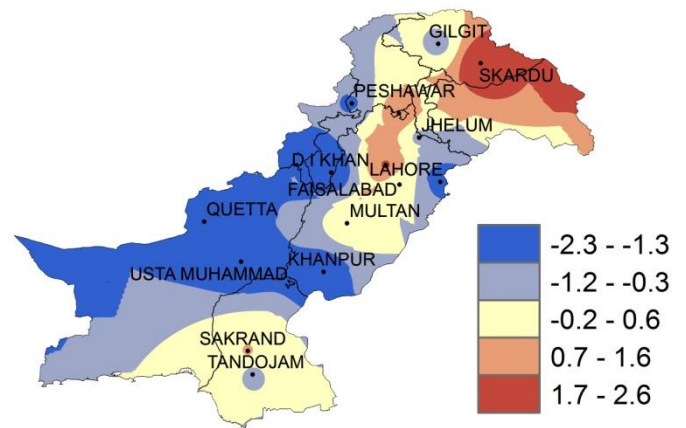 GILGIT
SKARDU
PESHAWAR
JHELUM
D I KHAN
LAHORE
FAISALABAD
QUETTA
MULTAN
USTA MUHAMMAD
KHANPUR
SAKRAND
TANDOJAM
-2.3 - -1.3
-1.2 - -0.3
-0.2 - 0.6
0.7 - 1.6
1.7 - 2.6